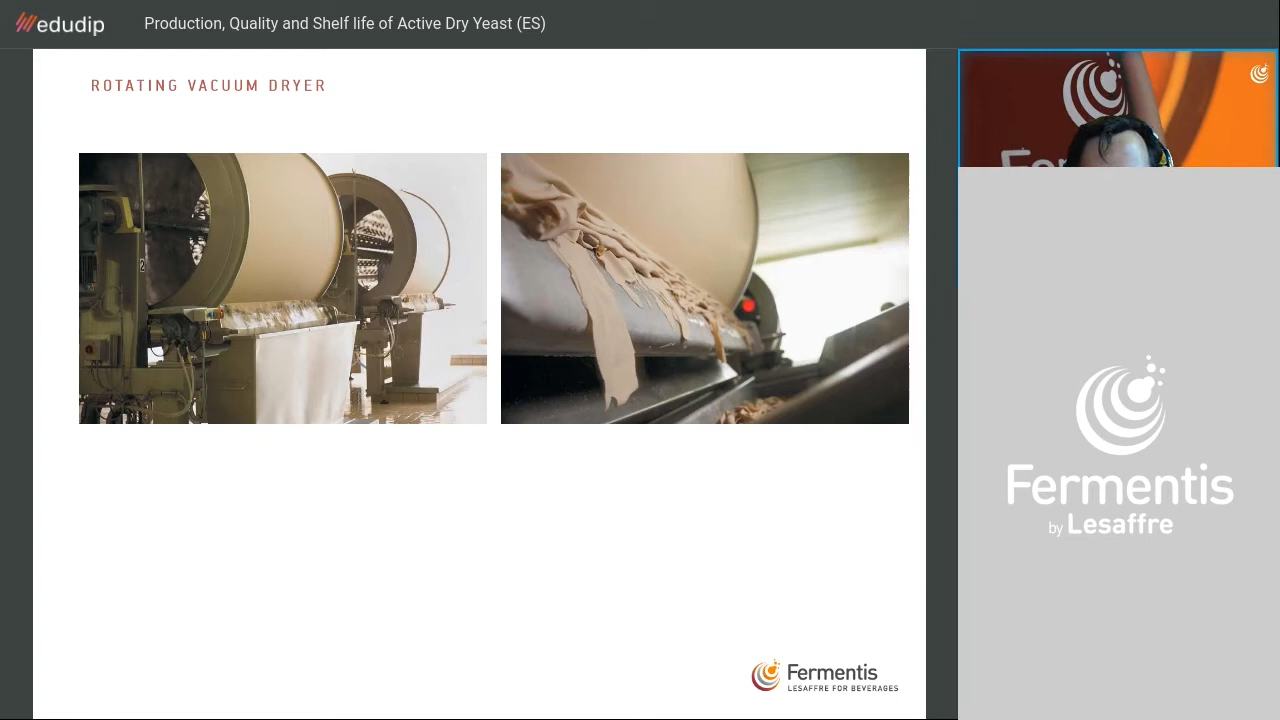 edudip
Production, Quality and Shelf life of Active Dry Yeast (ES)
ROTATING VACUUM DRYER
Fermentis
LESAFFRE FOR BEVERAGES
Fer
Fermentis
by Lesaffre